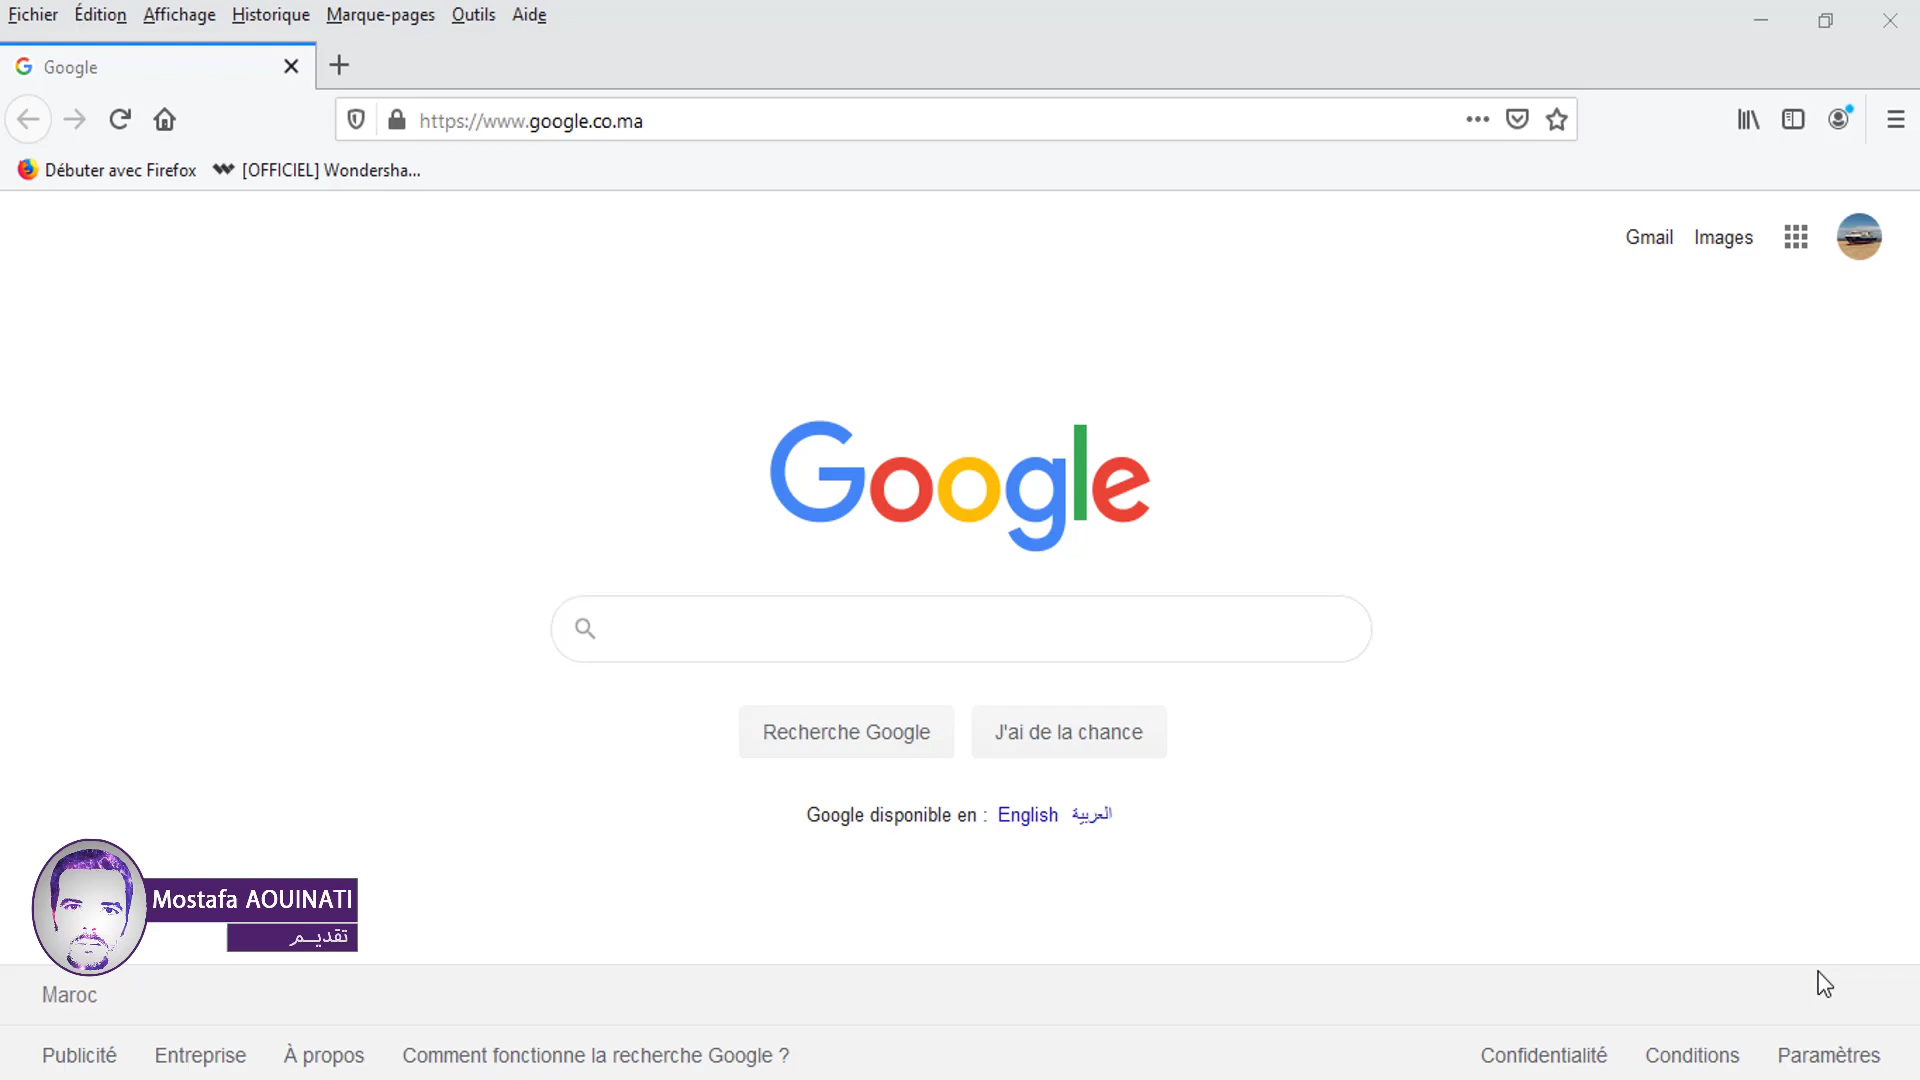 Fichier Édition Affichage Historique Marque-pages Outils Aide
Google
https://www.google.co.ma
Débuter avec Firefox [OFFICIEL] Wondersha...
Gmail Images
Google
Recherche Google J'ai de la chance
Google disponible en : English العربية
Mostafa AOUINATI
تقديـم
Maroc
Publicité Entreprise À propos Comment fonctionne la recherche Google ? Confidentialité Conditions Paramètres